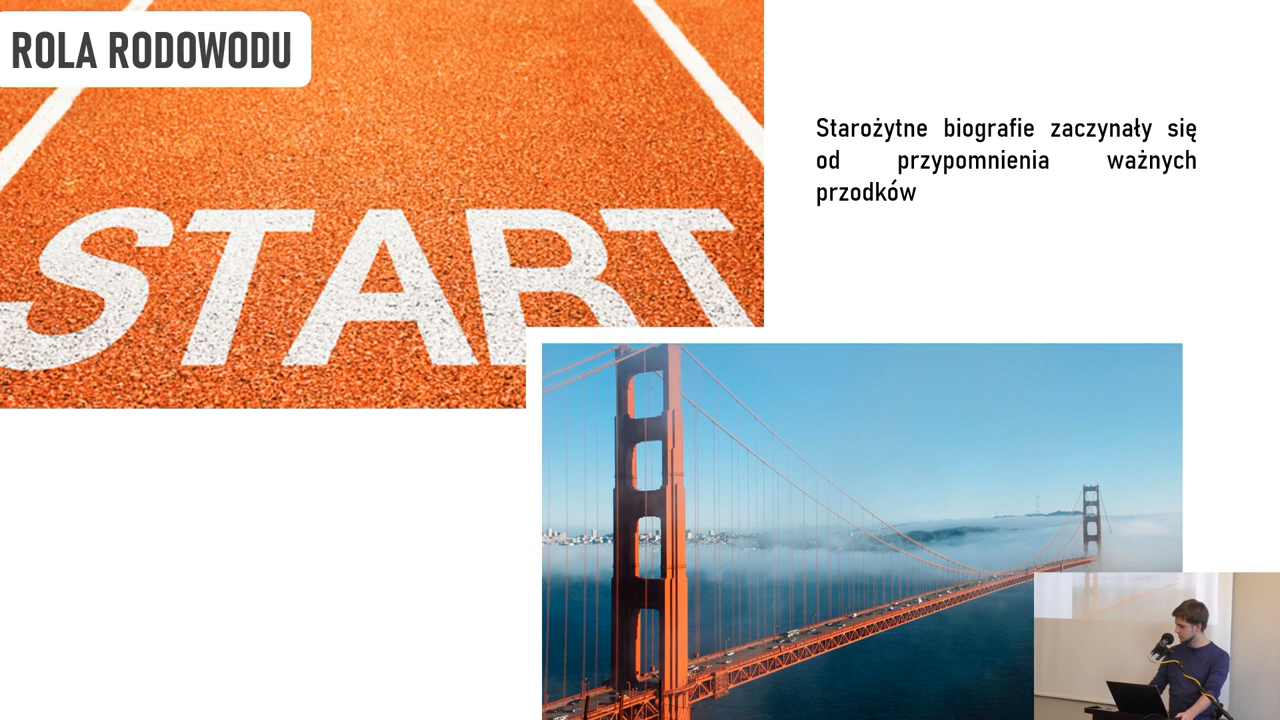 ROLA RODOWODU
START
Starożytne biografie zaczynały się
od przypomnienia ważnych
przodków